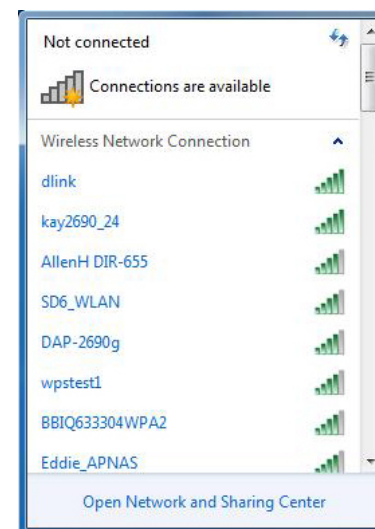 Not connected
Connections are available
Wireless Network Connection
dlink
kay2690_24
AllenH DIR-655
SD6_WLAN
DAP-2690g
wpstest1
BBIQ633304WPA2
Eddie_APNAS
Open Network and Sharing Center